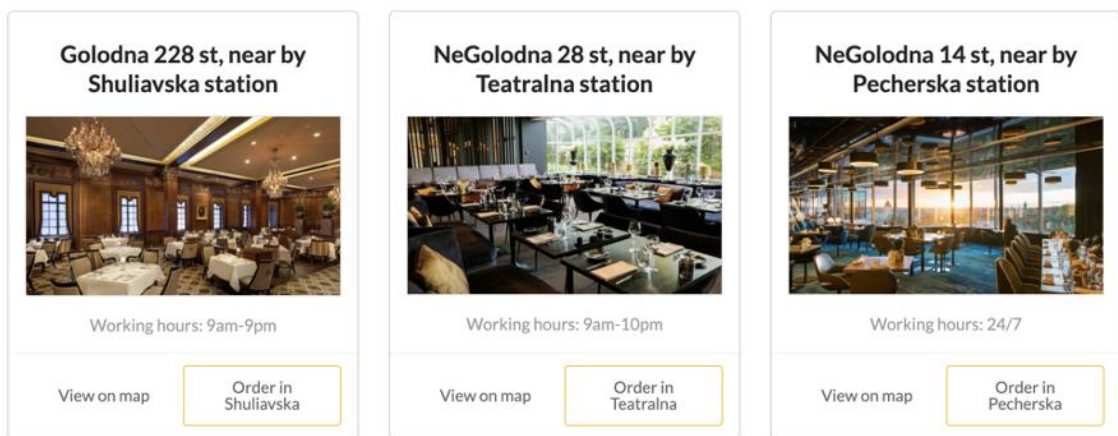 Golodna 228 st, near by
Shuliavska station
Working hours: 9am-9pm
View on map
Order in
Shuliavska
NeGolodna 28 st, near by
Teatralna station
Working hours: 9am-10pm
View on map
Order in
Teatralna
NeGolodna 14 st, near by
Pecherska station
Working hours: 24/7
View on map
Order in
Pecherska